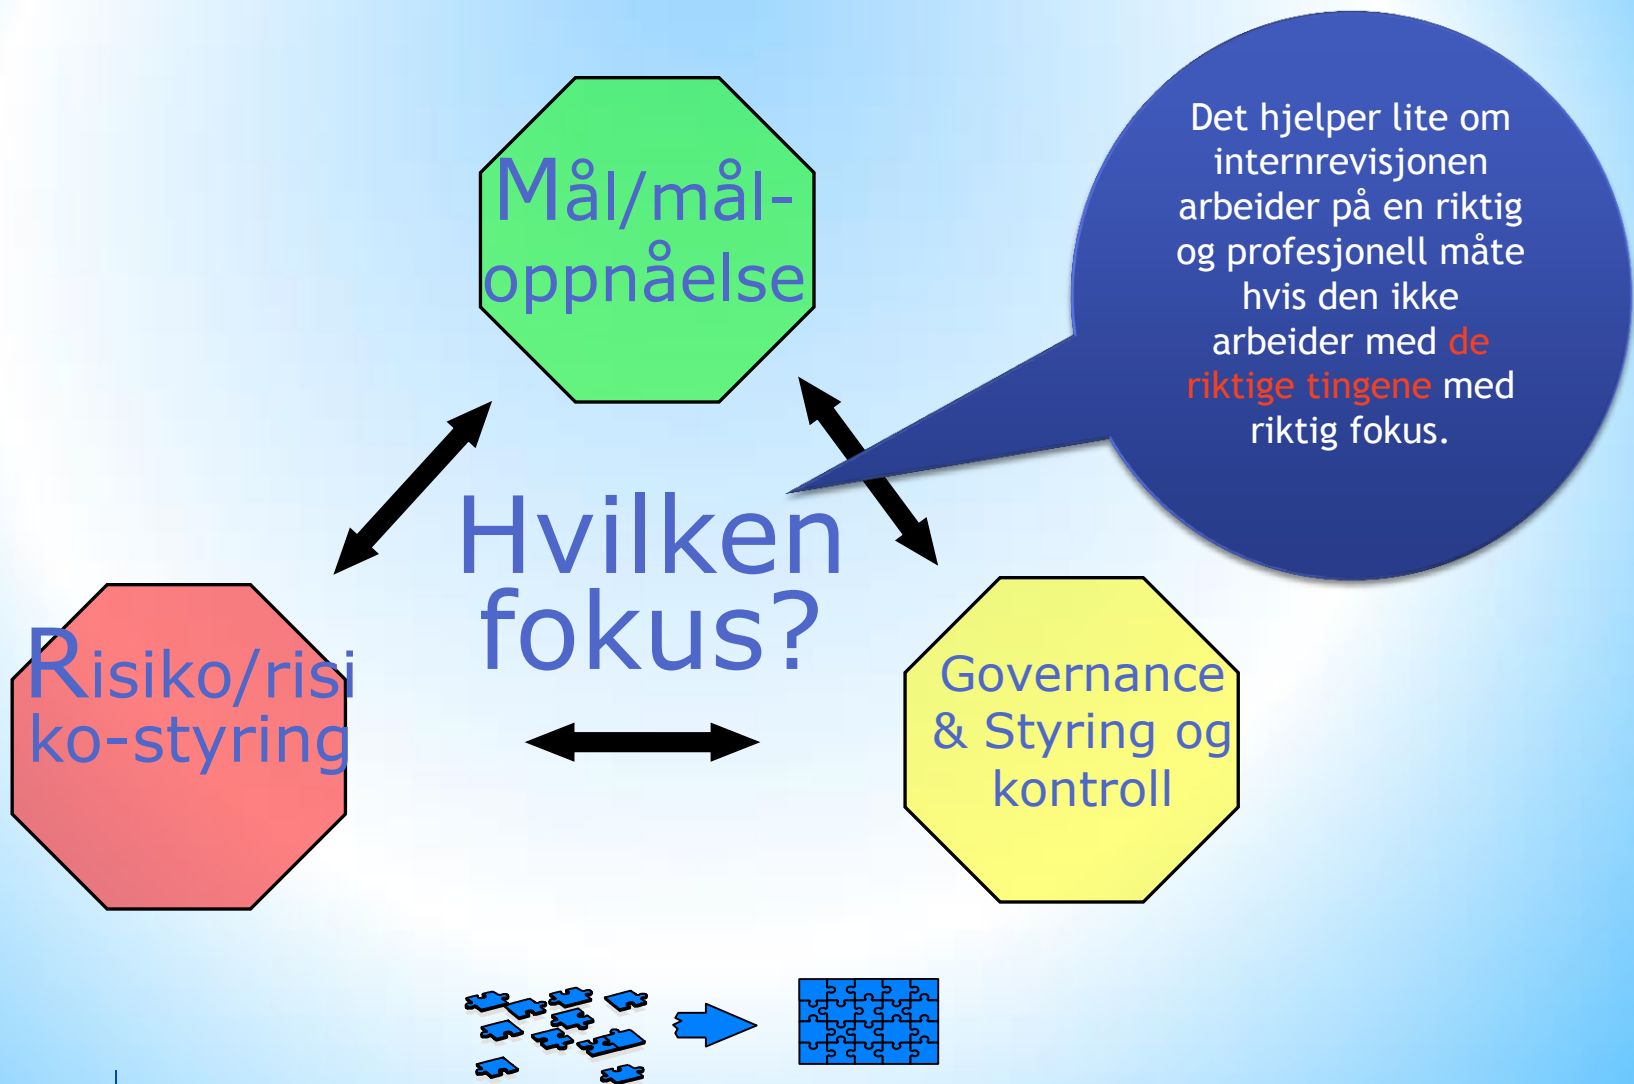 Mål/mål-
oppnåelse
Det hjelper lite om
internrevisjonen
arbeider på en riktig
og profesjonell måte
hvis den ikke
arbeider med de
riktige tingene med
riktig fokus.
Hvilken
fokus?
Risiko/risi
ko-styring
Governance
& Styring og
kontroll